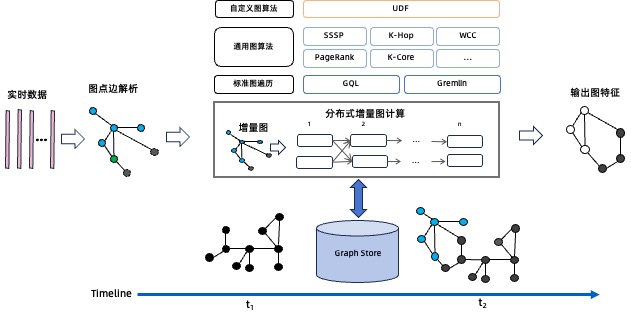 自定义图算法
UDF
通用图算法
SSSP
K-Hop
WCC
PageRank
K-Core
...
标准图遍历
GQL
Gremlin
实时数据
...
图点边解析
分布式增量图计算
增量图
1
2
n
...
...
输出图特征
Graph Store
Timeline
t1
t2